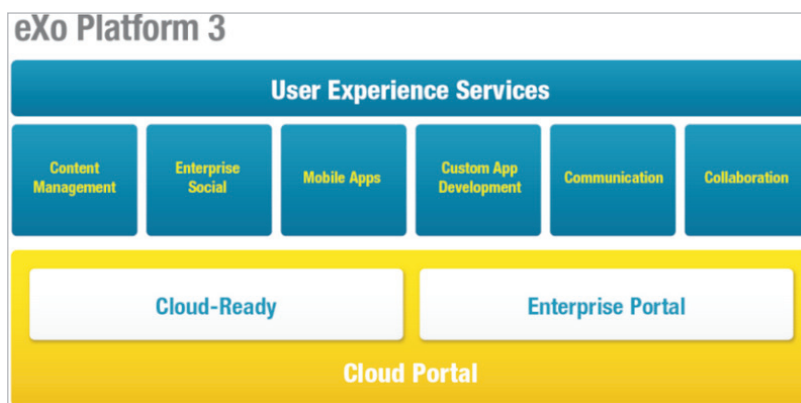 eXo Platform 3
User Experience Services
Content
Management
Enterprise
Social
Mobile Apps
Custom App
Development
Communication
Collaboration
Cloud-Ready
Enterprise Portal
Cloud Portal